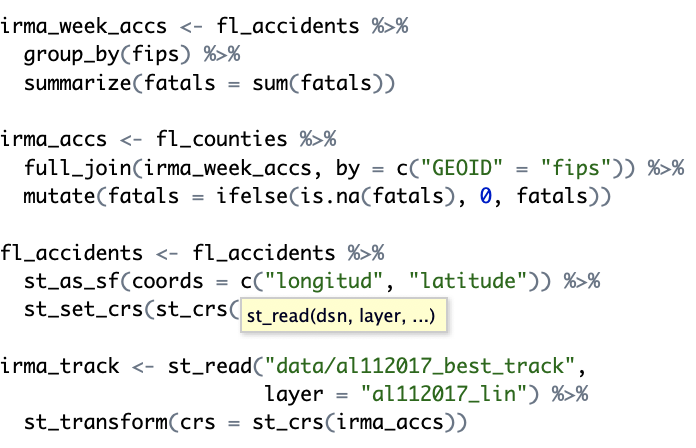 irma_week_accs <- fl_accidents %>%
  group_by(fips) %>%
  summarize(fatals = sum(fatals))

irma_accs <- fl_counties %>%
  full_join(irma_week_accs, by = c("GEOID" = "fips")) %>%
  mutate(fatals = ifelse(is.na(fatals), 0, fatals))

fl_accidents <- fl_accidents %>%
  st_as_sf(coords = c("longitud", "latitude")) %>%
  st_set_crs(st_crs(
st_read(dsn, layer, ...)

irma_track <- st_read("data/al112017_best_track",
                      layer = "al112017_lin") %>%
  st_transform(crs = st_crs(irma_accs))